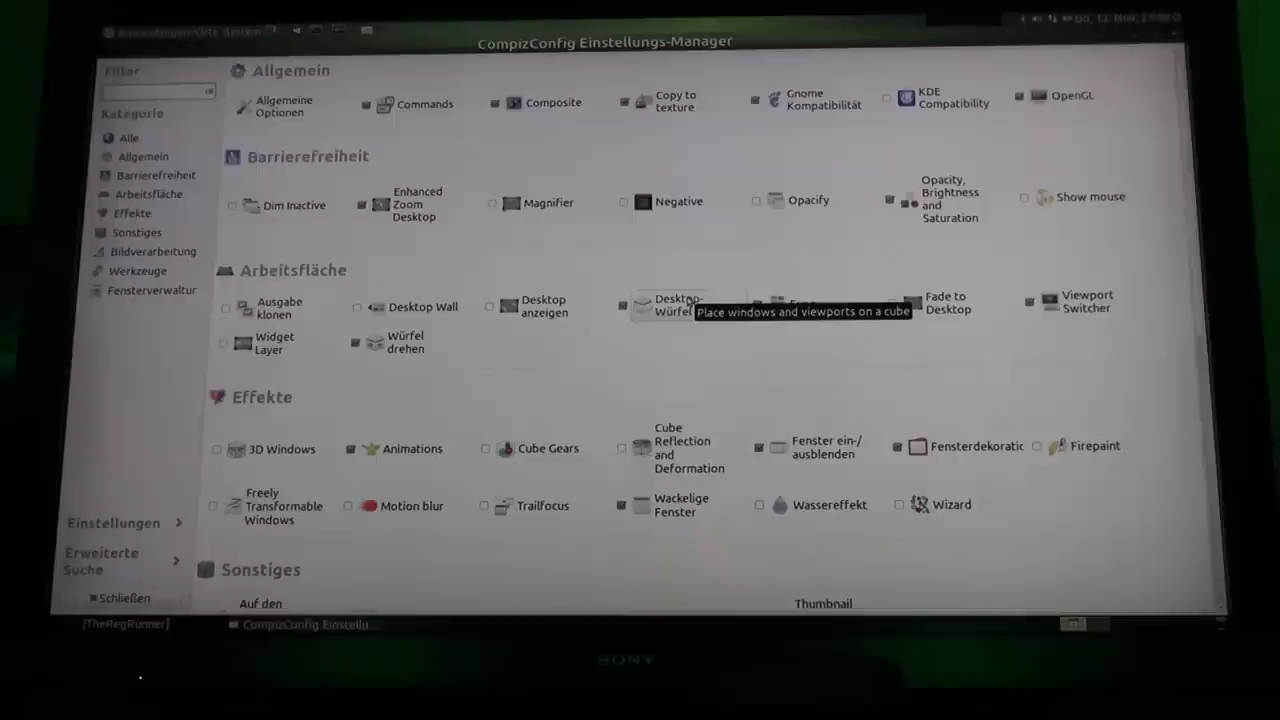 CompizConfig Einstellungs-Manager
Filter
Kategorie
Alle
Allgemein
Barrierefreiheit
Arbeitsfläche
Effekte
Sonstiges
Bildverarbeitung
Werkzeuge
Fensterverwaltur
Einstellungen
Erweiterte
Suche
Schließen
Allgemein
Allgemeine
Optionen
Commands
Composite
Copy to
texture
Gnome
Kompatibilität
KDE
Compatibility
OpenGL
Barrierefreiheit
Dim Inactive
Enhanced
Zoom
Desktop
Magnifier
Negative
Opacify
Opacity,
Brightness
and
Saturation
Show mouse
Arbeitsfläche
Ausgabe
klonen
Desktop Wall
Desktop
anzeigen
Desktop-
Würfel
Place windows and viewports on a cube
Fade to
Desktop
Viewport
Switcher
Widget
Layer
Würfel
drehen
Effekte
3D Windows
Animations
Cube Gears
Cube
Reflection
and
Deformation
Fenster ein-/
ausblenden
Fensterdekoratic
Firepaint
Freely
Transformable
Windows
Motion blur
Trailfocus
Wackelige
Fenster
Wassereffekt
Wizard
Sonstiges
Auf den
Thumbnail
[TheRegRunner]
CompizConfig Einstellu
SONY